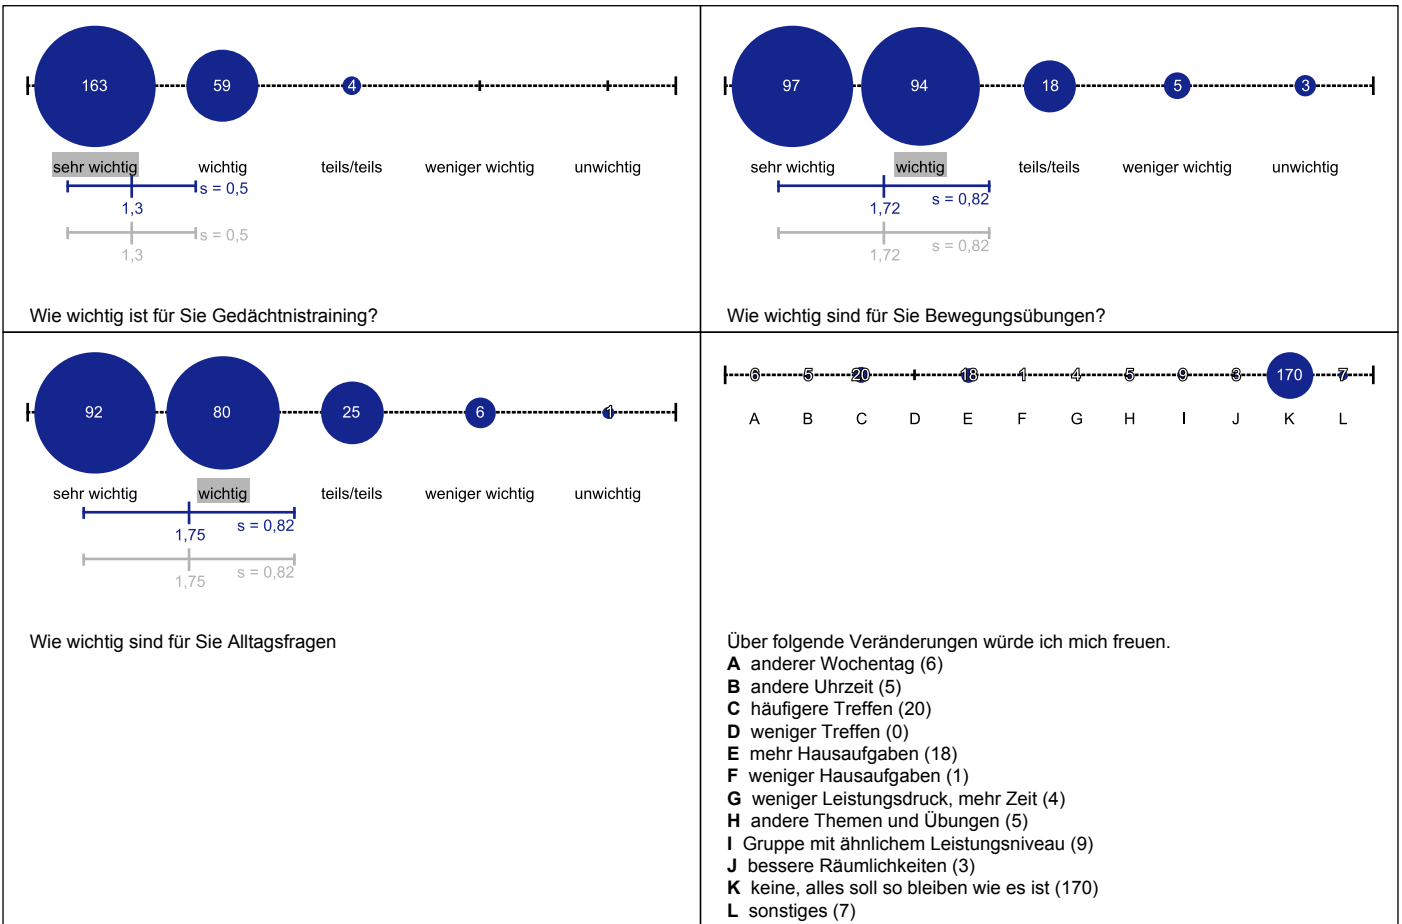 163 59 4
sehr wichtig wichtig teils/teils weniger wichtig unwichtig
s = 0,5
1,3
s = 0,5
1,3
Wie wichtig ist für Sie Gedächtnistraining?
97 94 18 5 3
sehr wichtig wichtig teils/teils weniger wichtig unwichtig
s = 0,82
1,72
s = 0,82
1,72
Wie wichtig sind für Sie Bewegungsübungen?
92 80 25 6 1
sehr wichtig wichtig teils/teils weniger wichtig unwichtig
s = 0,82
1,75
s = 0,82
1,75
Wie wichtig sind für Sie Alltagsfragen
6 5 20 18 1 4 5 9 3 170 7
A B C D E F G H I J K L
Über folgende Veränderungen würde ich mich freuen.
A anderer Wochentag (6)
B andere Uhrzeit (5)
C häufigere Treffen (20)
D weniger Treffen (0)
E mehr Hausaufgaben (18)
F weniger Hausaufgaben (1)
G weniger Leistungsdruck, mehr Zeit (4)
H andere Themen und Übungen (5)
I Gruppe mit ähnlichem Leistungsniveau (9)
J bessere Räumlichkeiten (3)
K keine, alles soll so bleiben wie es ist (170)
L sonstiges (7)